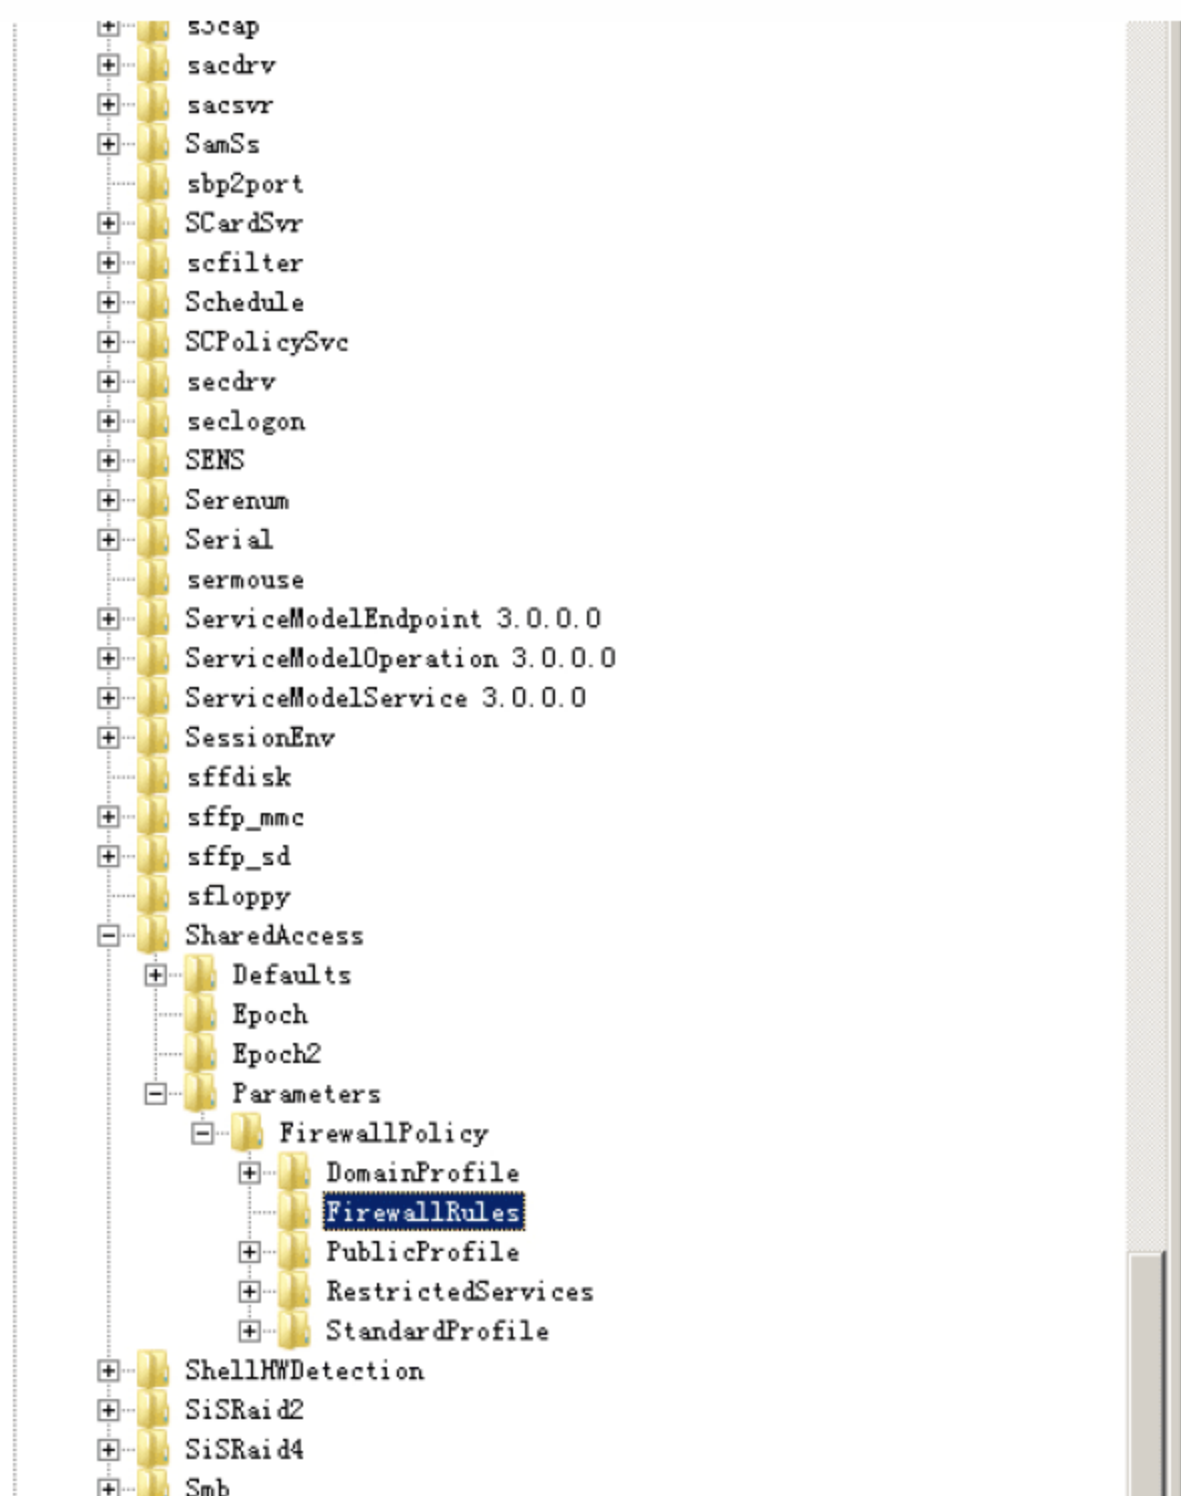 s3cap
sacdrv
sacsvr
SamSs
sbp2port
SCardSvr
scfilter
Schedule
SCPolicySvc
secdrv
seclogon
SENS
Serenum
Serial
sermouse
ServiceModelEndpoint 3.0.0.0
ServiceModelOperation 3.0.0.0
ServiceModelService 3.0.0.0
SessionEnv
sffdisk
sffp_mmc
sffp_sd
sfloppy
SharedAccess
Defaults
Epoch
Epoch2
Parameters
FirewallPolicy
DomainProfile
FirewallRules
PublicProfile
RestrictedServices
StandardProfile
ShellHWDetection
SiSRaid2
SiSRaid4
Smb